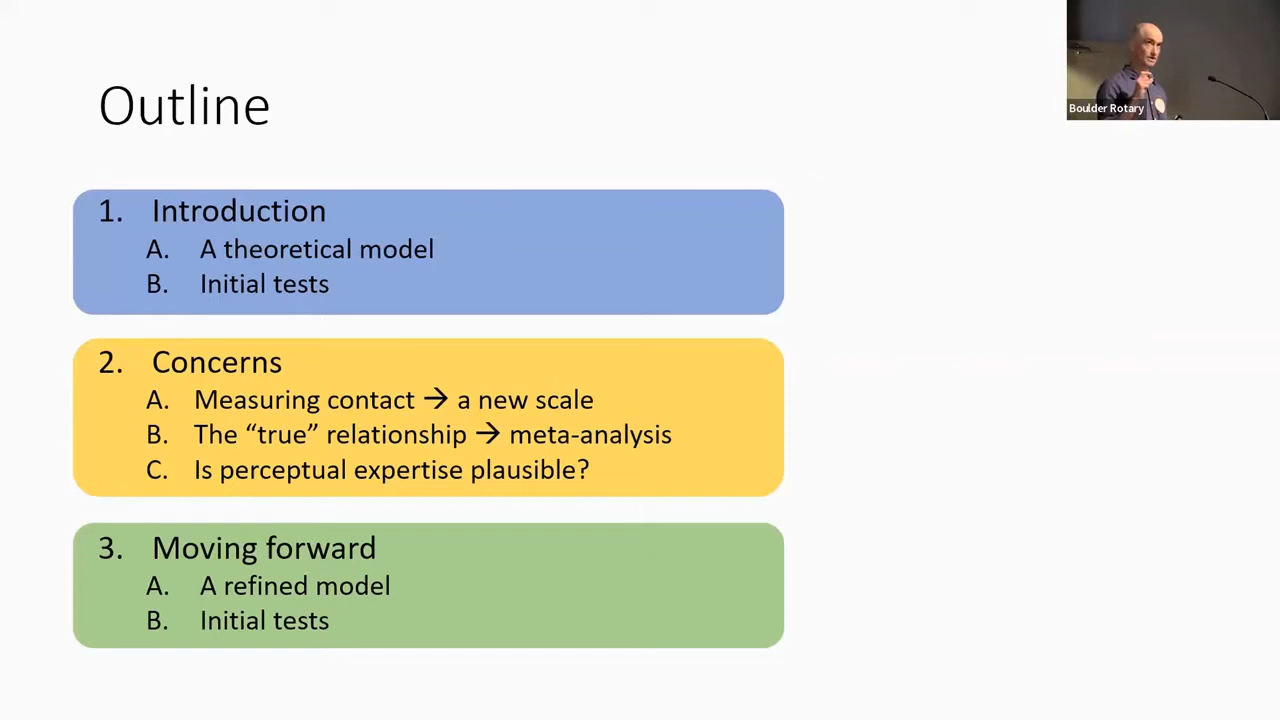 Outline
Boulder Rotary
1. Introduction
A. A theoretical model
B. Initial tests
2. Concerns
A. Measuring contact → a new scale
B. The “true” relationship → meta-analysis
C. Is perceptual expertise plausible?
3. Moving forward
A. A refined model
B. Initial tests